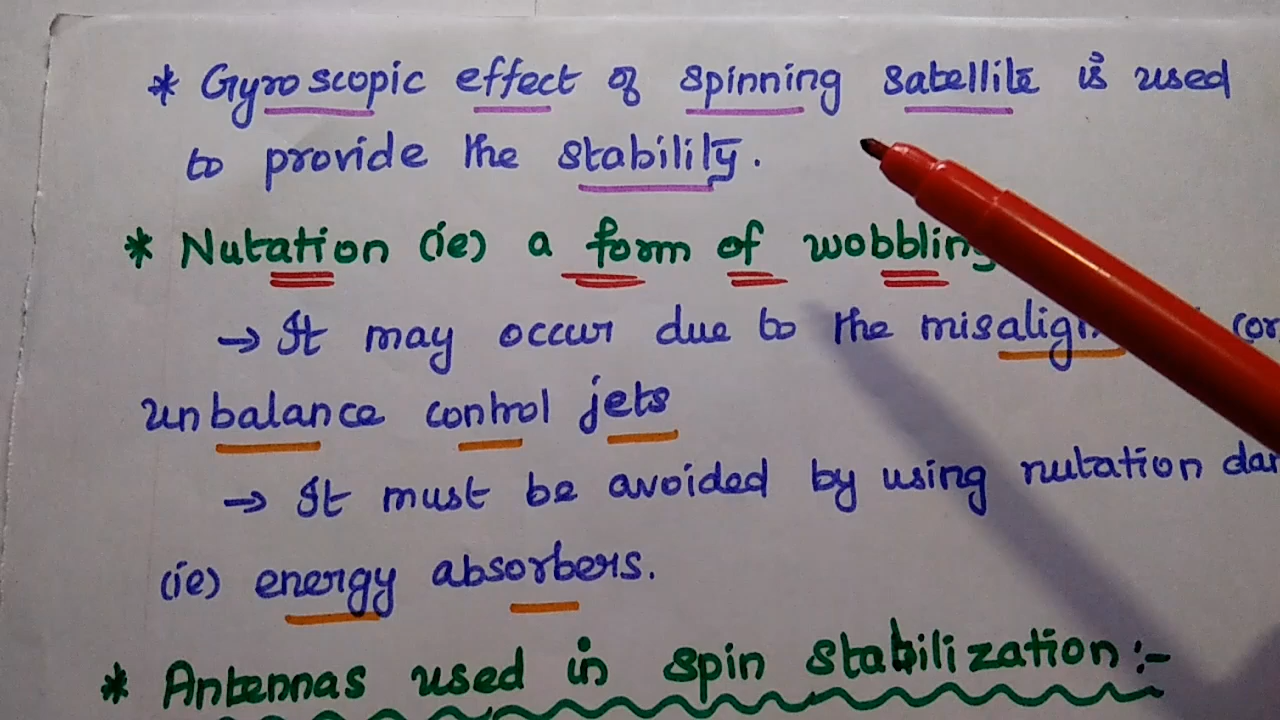 * Gyroscopic effect of spinning satellite is used
to provide the stability.
* Nutation (ie) a form of wobbling
→ It may occur due to the
unbalance control jets
→ It must be avoided by using nutation
(ie) energy absorbers.
* Antennas used in spin stabilization :-